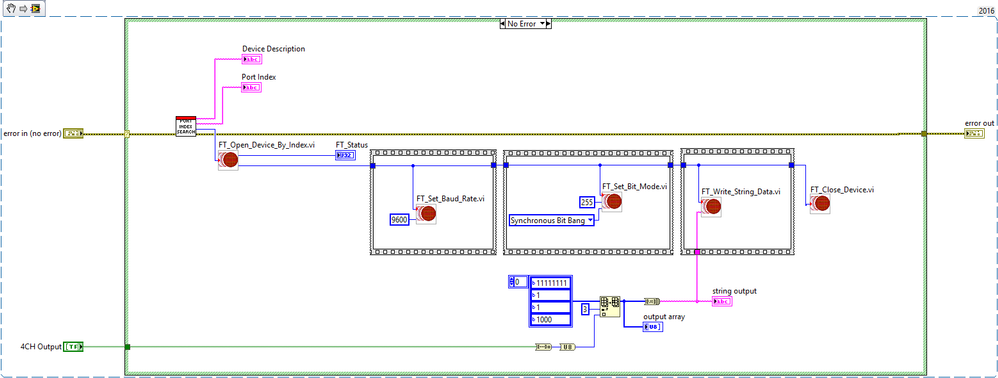 2016
No Error
Device Description
abc
Port Index
abc
PORT
INDEX
SEARCH
error in (no error)
error out
FT_Open_Device_By_Index.vi
FT_Status
U32
FT_Set_Baud_Rate.vi
9600
FT_Set_Bit_Mode.vi
255
Synchronous Bit Bang
FT_Write_String_Data.vi
FT_Close_Device.vi
0
b 11111111
b 1
b 1
b 1000
3
string output
abc
output array
U8
4CH Output
TF
U8